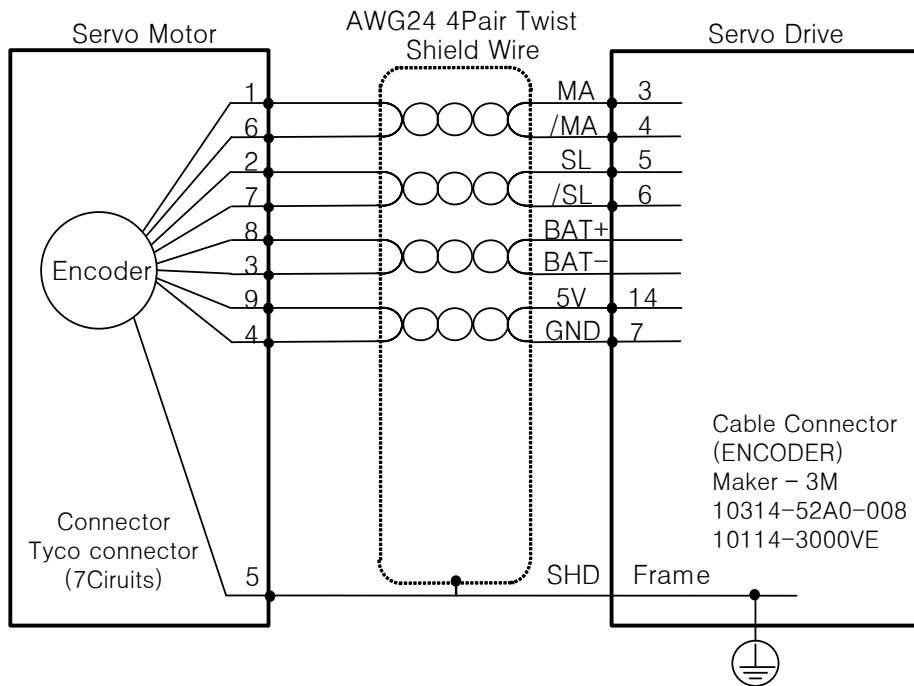 Servo Motor
AWG24 4Pair Twist
Shield Wire
Servo Drive
1
MA
3
6
/MA
4
2
SL
5
7
/SL
6
8
BAT+
Encoder
3
BAT-
9
5V
14
4
GND
7
Cable Connector
(ENCODER)
Maker - 3M
10314-52A0-008
10114-3000VE
Connector
Tyco connector
(7Ciruits)
5
SHD
Frame